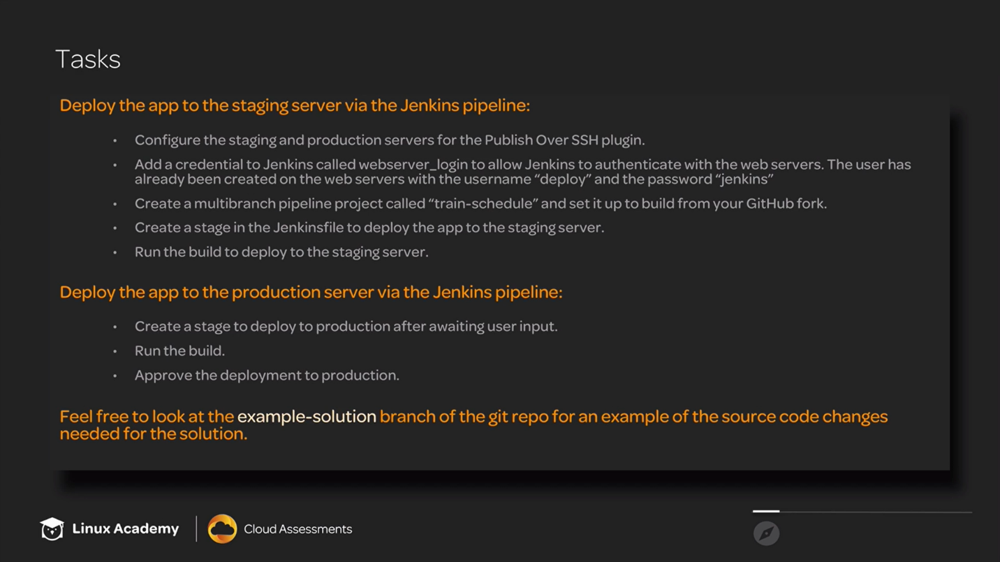 Tasks
Deploy the app to the staging server via the Jenkins pipeline:
• Configure the staging and production servers for the Publish Over SSH plugin.
• Add a credential to Jenkins called webserver_login to allow Jenkins to authenticate with the web servers. The user has
already been created on the web servers with the username “deploy” and the password “jenkins”
• Create a multibranch pipeline project called “train-schedule” and set it up to build from your GitHub fork.
• Create a stage in the Jenkinsfile to deploy the app to the staging server.
• Run the build to deploy to the staging server.
Deploy the app to the production server via the Jenkins pipeline:
• Create a stage to deploy to production after awaiting user input.
• Run the build.
• Approve the deployment to production.
Feel free to look at the example-solution branch of the git repo for an example of the source code changes
needed for the solution.
Linux Academy | Cloud Assessments